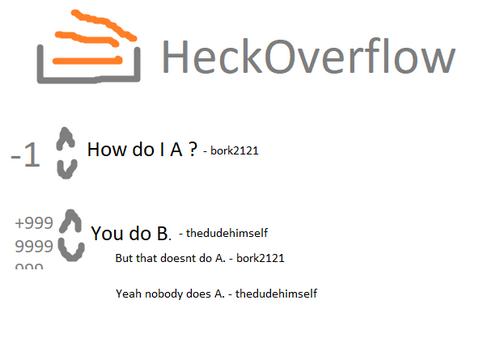 HeckOverflow
-1 How do I A ? - bork2121
+999
9999 You do B. - thedudehimself
999
But that doesnt do A. - bork2121
Yeah nobody does A. - thedudehimself